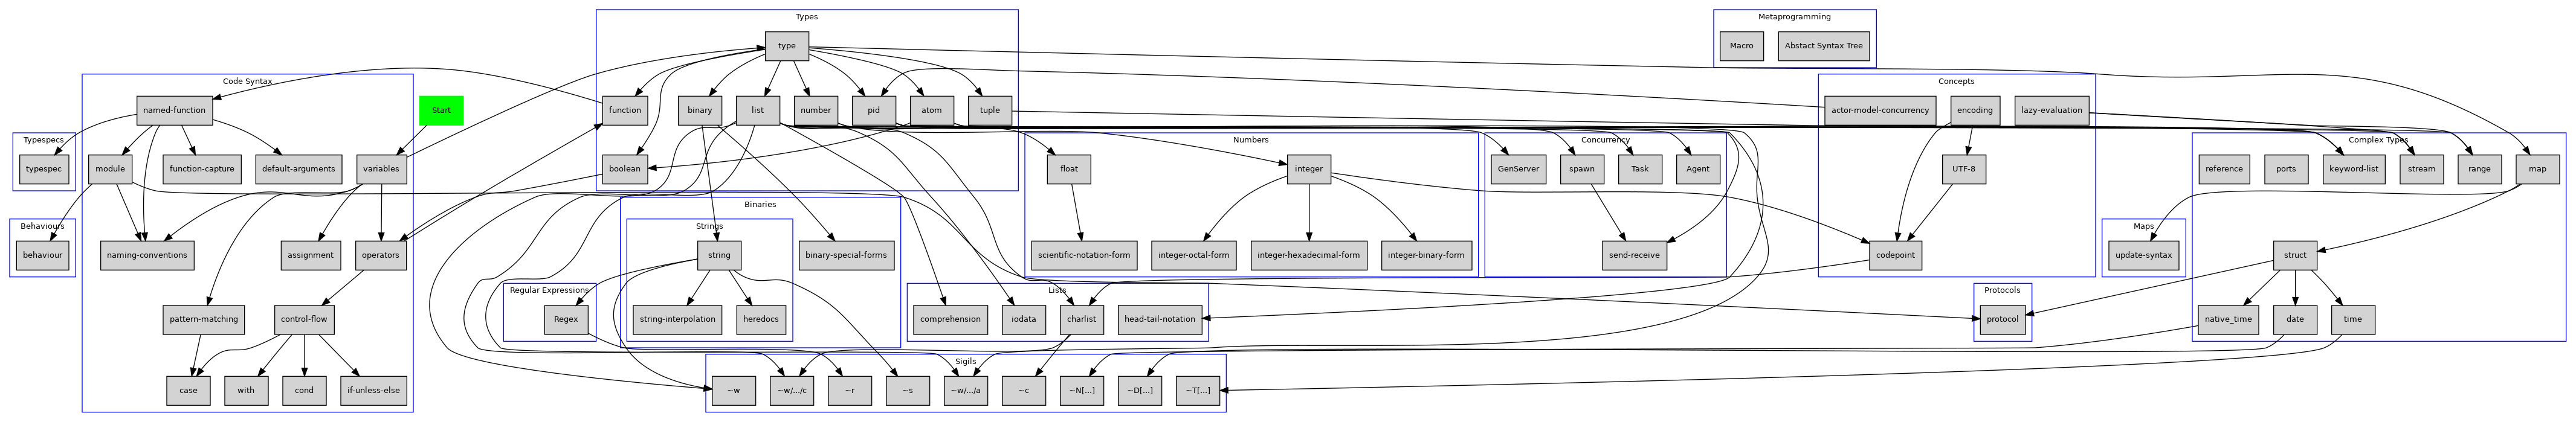 Types
Metaprogramming
type
Macro
Abstact Syntax Tree
Code Syntax
Concepts
named-function
Start
function
binary
list
number
pid
atom
tuple
actor-model-concurrency
encoding
lazy-evaluation
Typespecs
Numbers
Concurrency
Complex Types
typespec
module
function-capture
default-arguments
variables
boolean
float
integer
GenServer
spawn
Task
Agent
UTF-8
reference
ports
keyword-list
stream
range
map
Behaviours
Binaries
Strings
Maps
behaviour
naming-conventions
assignment
operators
string
binary-special-forms
scientific-notation-form
integer-octal-form
integer-hexadecimal-form
integer-binary-form
send-receive
codepoint
update-syntax
struct
Regular Expressions
Lists
Protocols
pattern-matching
control-flow
Regex
string-interpolation
heredocs
comprehension
iodata
charlist
head-tail-notation
protocol
native_time
date
time
Sigils
case
with
cond
if-unless-else
~w
~w/.../c
~r
~s
~w/.../a
~c
~N[...]
~D[...]
~T[...]